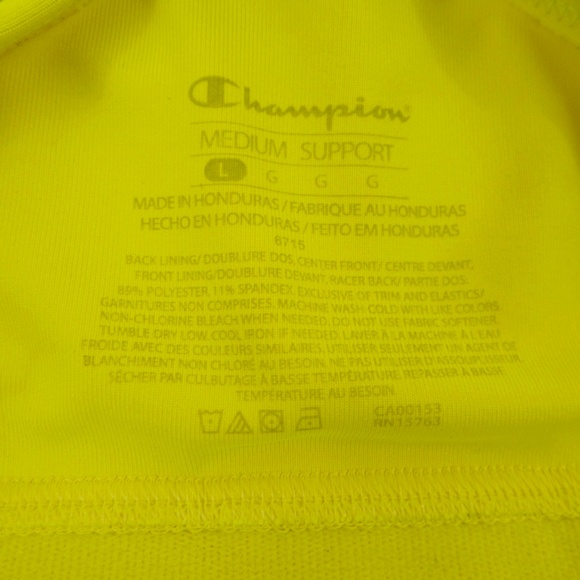 Champion
MEDIUM SUPPORT
L G G G
MADE IN HONDURAS / FABRIQUE AU HONDURAS
HECHO EN HONDURAS / FEITO EM HONDURAS
6715
BACK LINING/ DOUBLURE DOS, CENTER FRONT/ CENTRE DEVANT,
FRONT LINING/DOUBLURE DEVANT, RACER BACK/ PARTIE DOS:
89% POLYESTER, 11% SPANDEX. EXCLUSIVE OF TRIM AND ELASTICS/
GARNITURES NON COMPRISES. MACHINE WASH COLD WITH LIKE COLORS.
NON-CHLORINE BLEACH WHEN NEEDED. DO NOT USE FABRIC SOFTENER.
TUMBLE DRY LOW. COOL IRON IF NEEDED. LAVER À LA MACHINE À L'EAU
FROIDE AVEC DES COULEURS SIMILAIRES, UTILISER SEULEMENT UN AGENT DE
BLANCHIMENT NON CHLORÉ AU BESOIN. NE PAS UTILISER D'ASSOUPLISSEUR.
SÉCHER PAR CULBUTAGE À BASSE TEMPÉRATURE. REPASSER À BASSE
TEMPÉRATURE AU BESOIN.
CA00153
RN15763